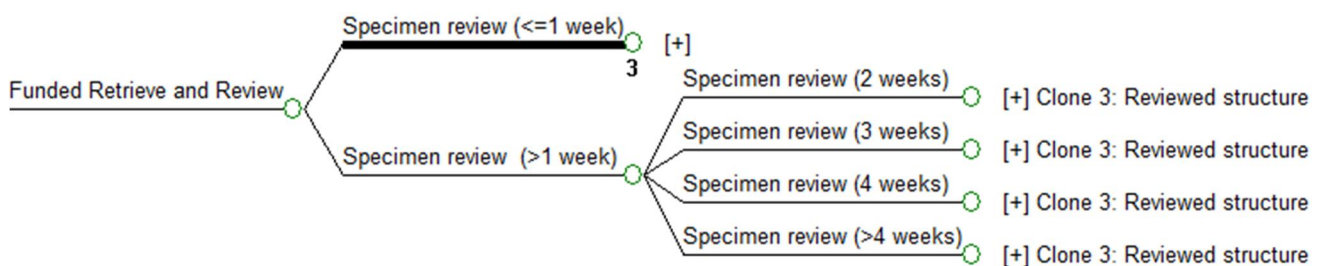 Specimen review (<=1 week)
[+]
3
Funded Retrieve and Review
Specimen review (2 weeks)
[+] Clone 3: Reviewed structure
Specimen review (3 weeks)
[+] Clone 3: Reviewed structure
Specimen review (>1 week)
Specimen review (4 weeks)
[+] Clone 3: Reviewed structure
Specimen review (>4 weeks)
[+] Clone 3: Reviewed structure